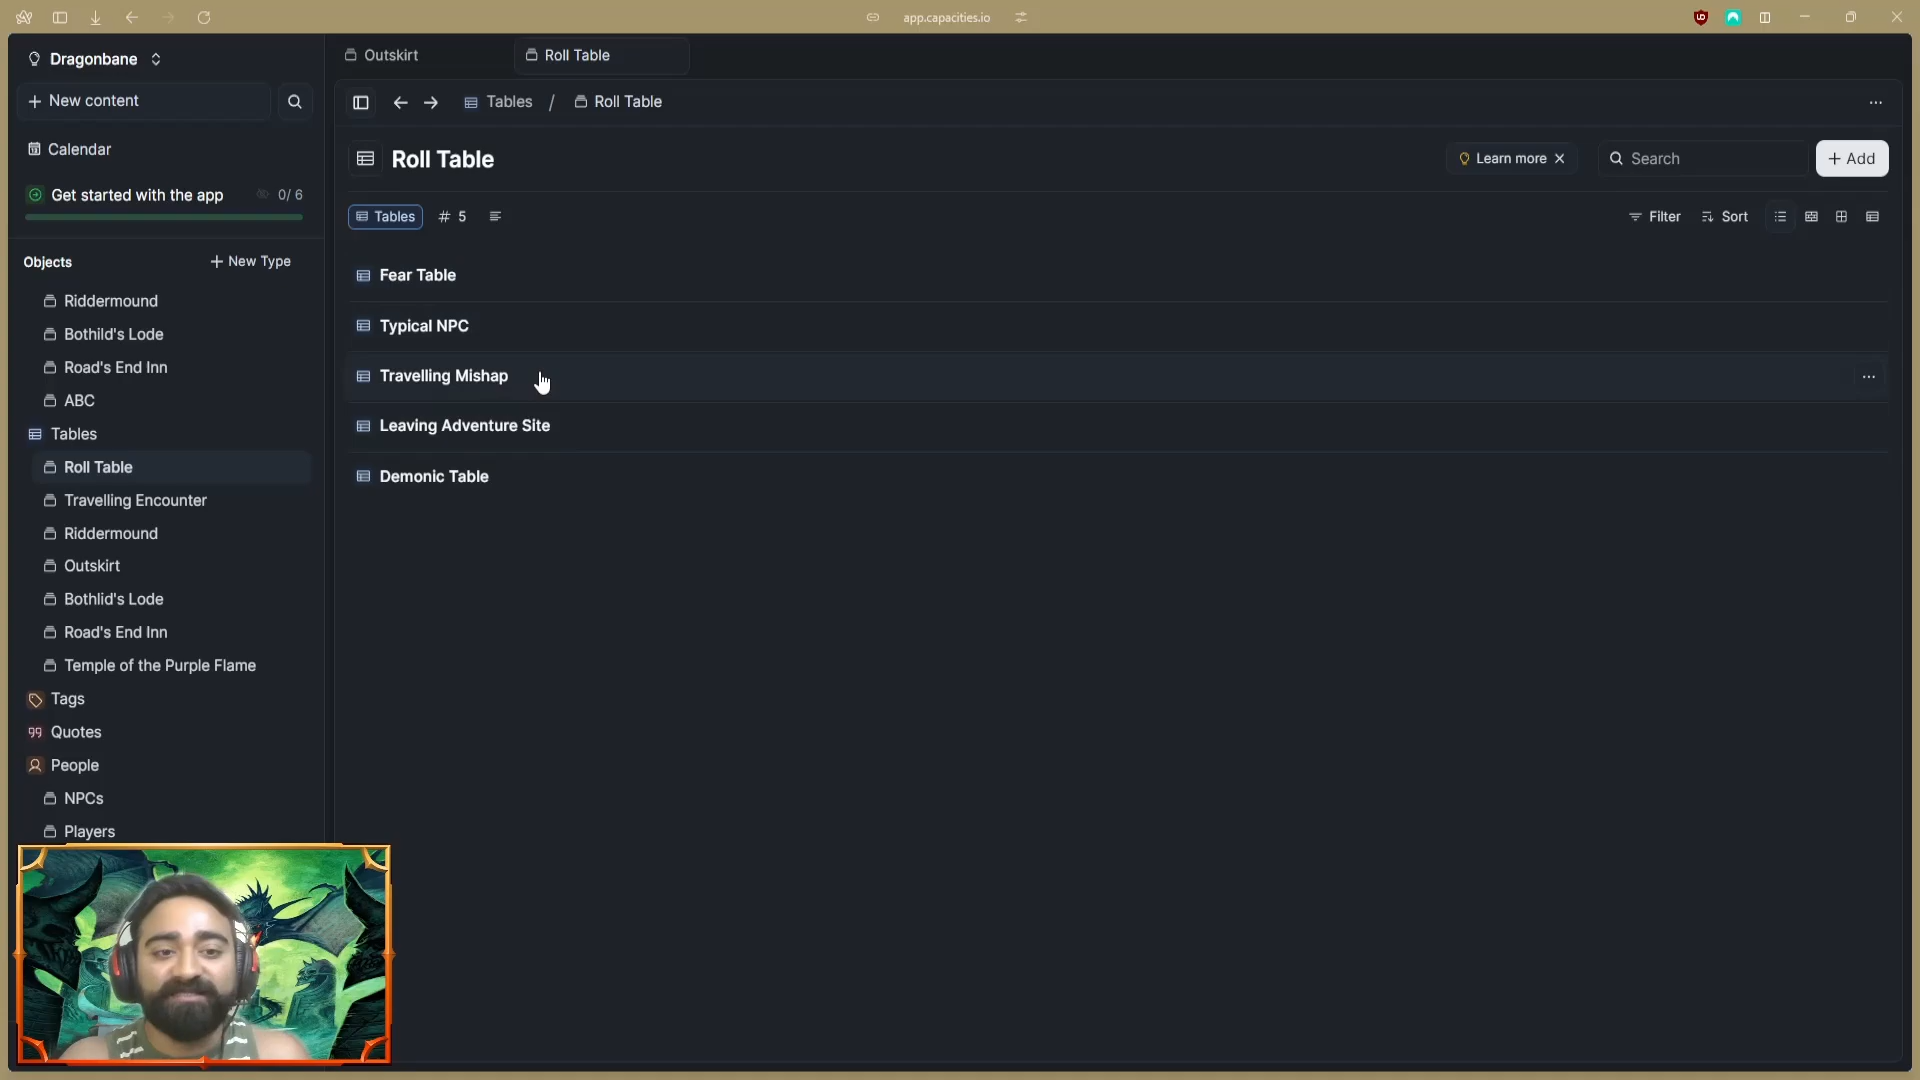 app.capacities.io
Dragonbane
Outskirt
Roll Table
New content
Tables / Roll Table
Calendar
Roll Table
Learn more
Search
+ Add
Get started with the app 0/ 6
Tables # 5
Filter
Sort
Objects
+ New Type
Fear Table
Typical NPC
Travelling Mishap
Leaving Adventure Site
Demonic Table
Riddermound
Bothild's Lode
Road's End Inn
ABC
Tables
Roll Table
Travelling Encounter
Riddermound
Outskirt
Bothlid's Lode
Road's End Inn
Temple of the Purple Flame
Tags
Quotes
People
NPCs
Players